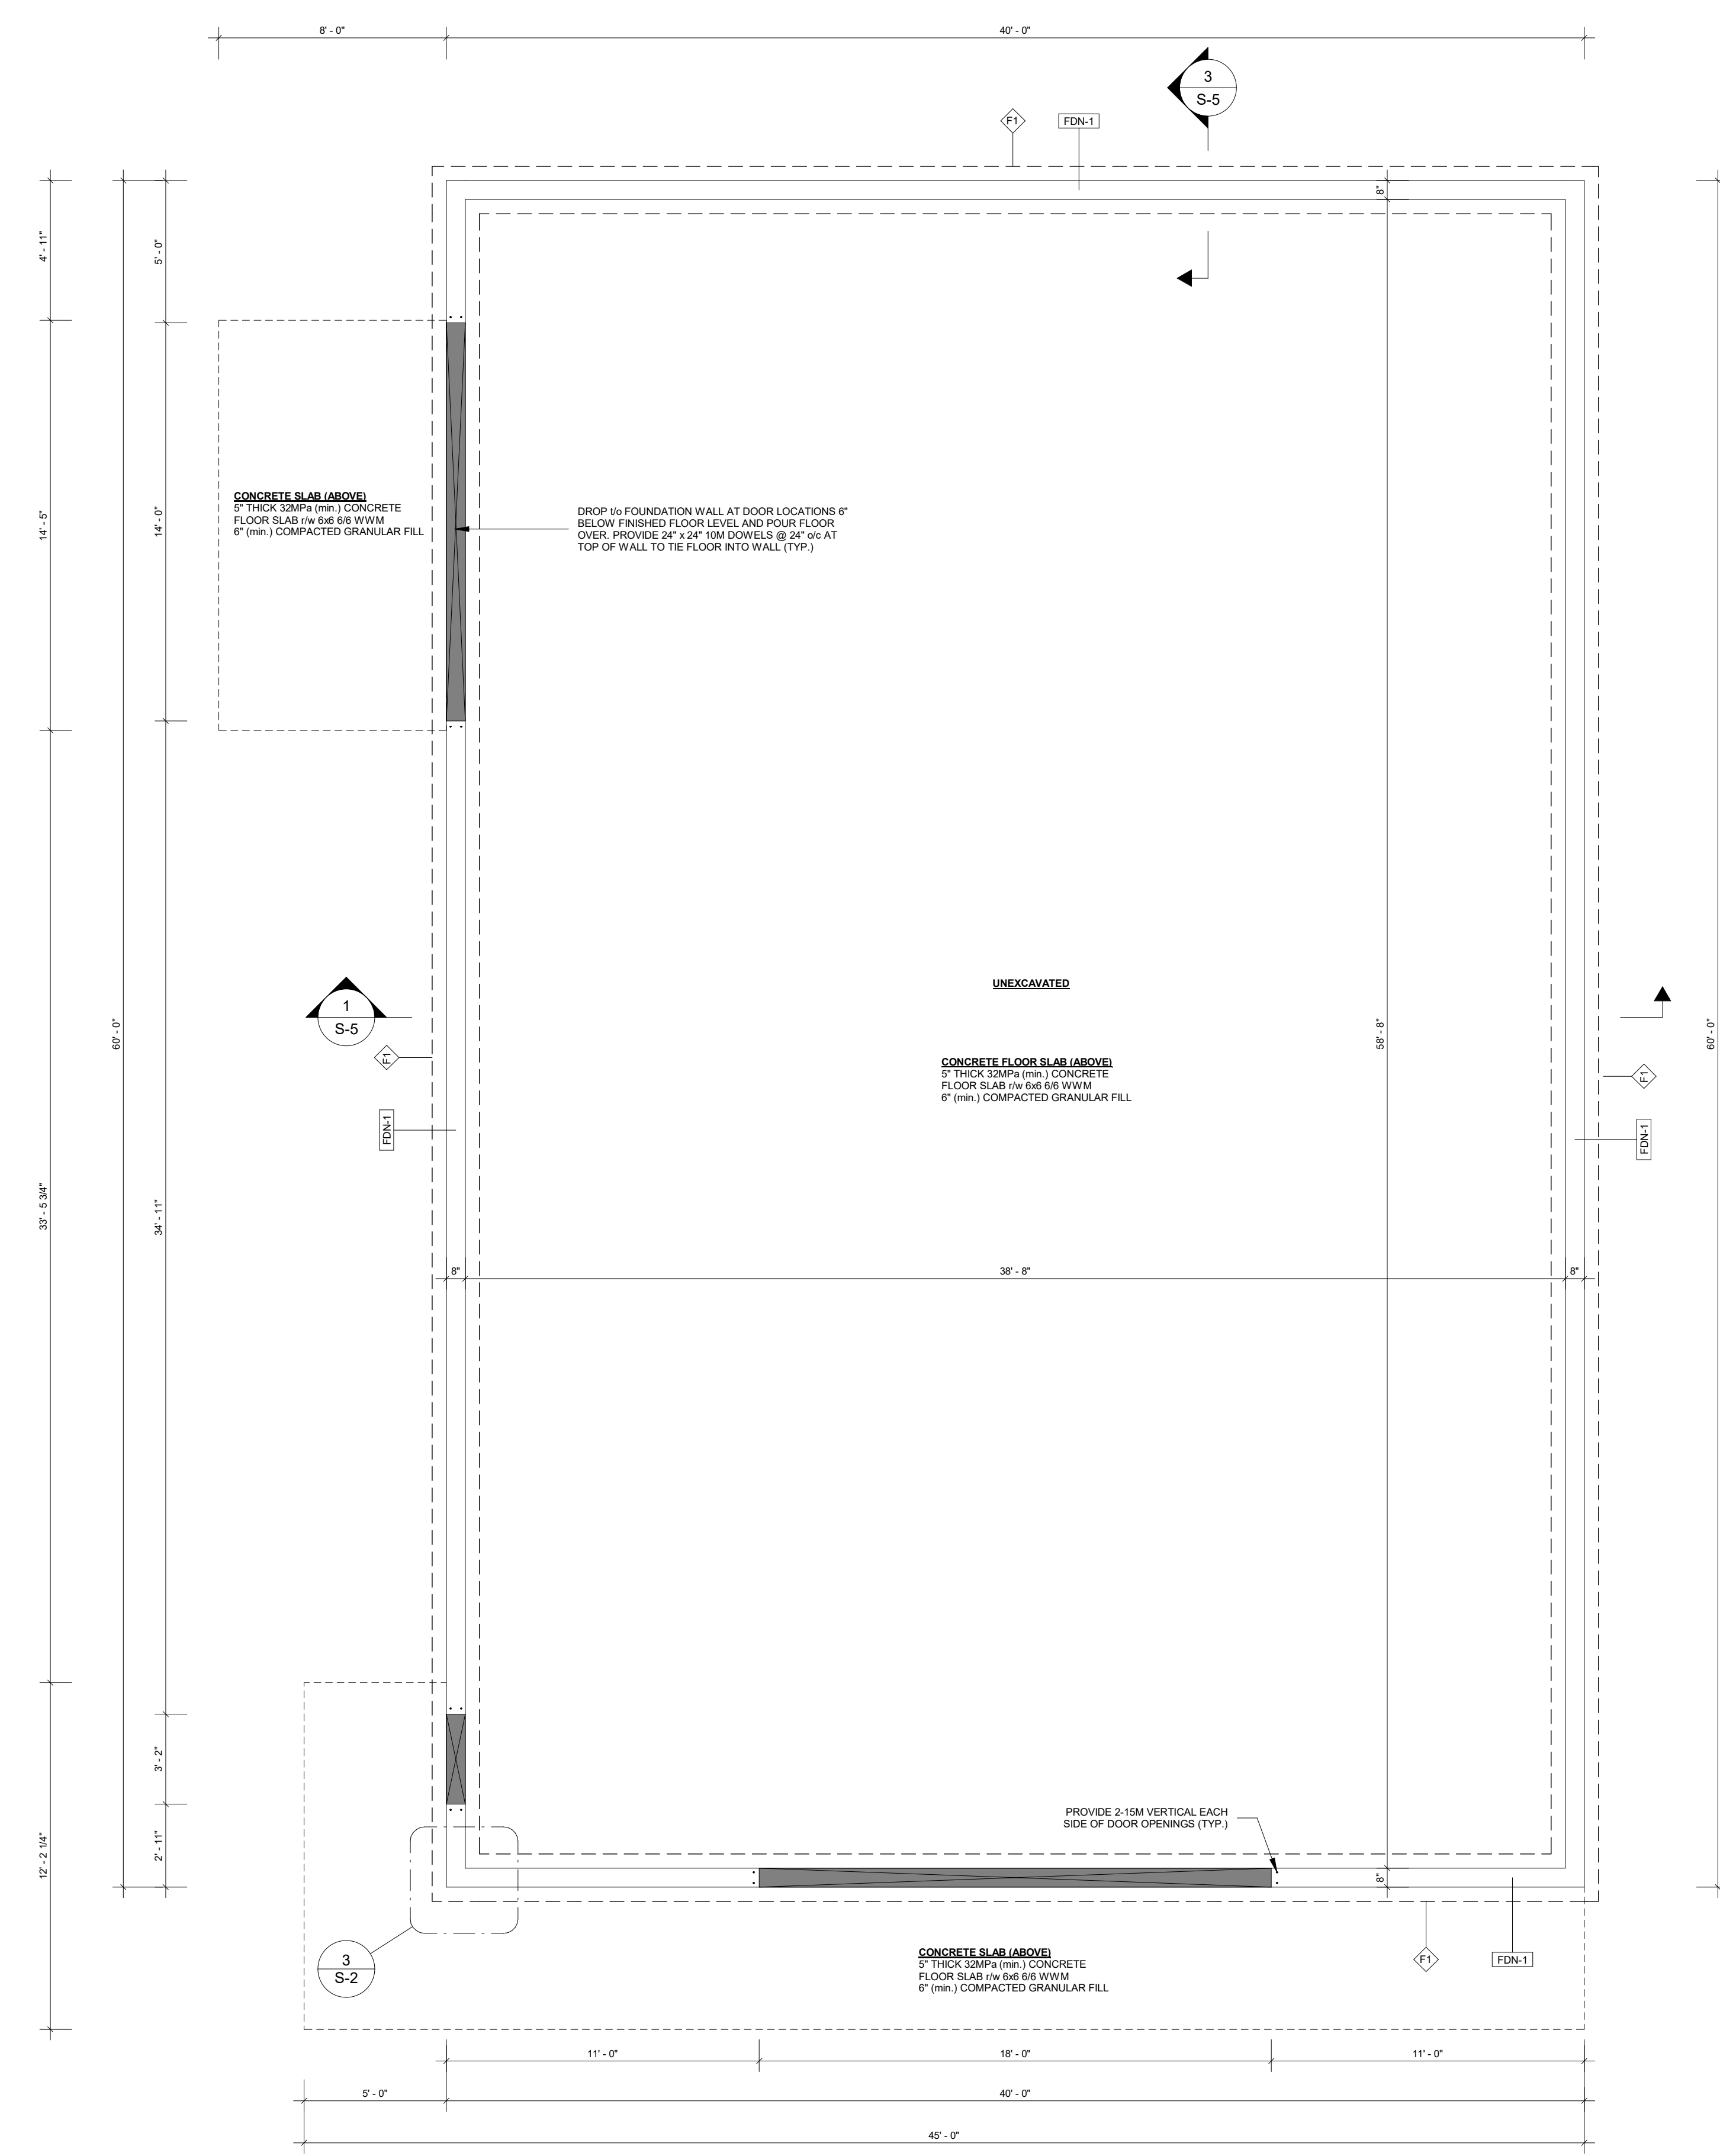 8' - 0"
40' - 0"
3
S-5
F1
FDN-1
8"
4' - 11"
5' - 0"
CONCRETE SLAB (ABOVE)
5" THICK 32MPa (min.) CONCRETE
FLOOR SLAB r/w 6x6 6/6 WWM
6" (min.) COMPACTED GRANULAR FILL
DROP t/o FOUNDATION WALL AT DOOR LOCATIONS 6"
BELOW FINISHED FLOOR LEVEL AND POUR FLOOR
OVER. PROVIDE 24" x 24" 10M DOWELS @ 24" o/c AT
TOP OF WALL TO TIE FLOOR INTO WALL (TYP.)
14' - 5"
14' - 0"
UNEXCAVATED
1
S-5
60' - 0"
58' - 8"
60' - 0"
F1
CONCRETE FLOOR SLAB (ABOVE)
5" THICK 32MPa (min.) CONCRETE
FLOOR SLAB r/w 6x6 6/6 WWM
6" (min.) COMPACTED GRANULAR FILL
F1
FDN-1
FDN-1
33' - 5 3/4"
34' - 11"
8"
38' - 8"
8"
3' - 2"
PROVIDE 2-15M VERTICAL EACH
SIDE OF DOOR OPENINGS (TYP.)
12' - 2 1/4"
2' - 11"
8"
3
S-2
CONCRETE SLAB (ABOVE)
5" THICK 32MPa (min.) CONCRETE
FLOOR SLAB r/w 6x6 6/6 WWM
6" (min.) COMPACTED GRANULAR FILL
F1
FDN-1
11' - 0"
18' - 0"
11' - 0"
5' - 0"
40' - 0"
45' - 0"